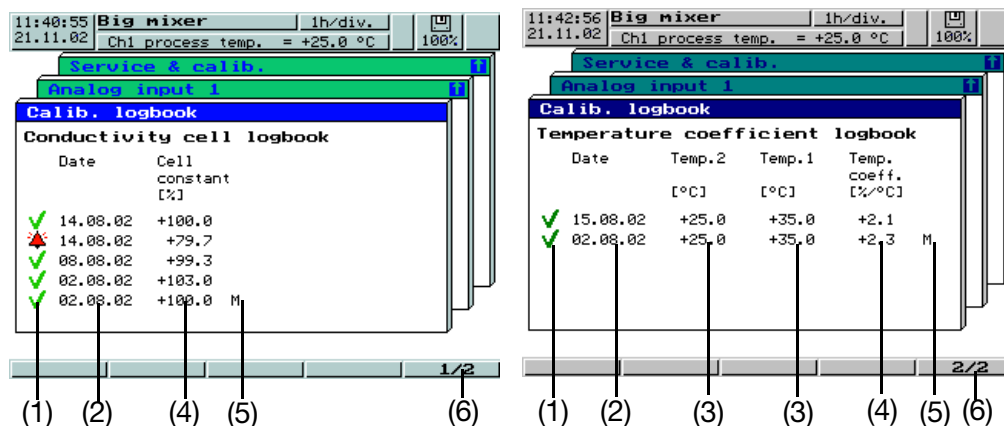 11:40:55 Big mixer 1h/div.
21.11.02 Ch1 process temp. = +25.0 °C 100%
Service & calib.
Analog input 1
Calib. logbook
Conductivity cell logbook
Date Cell constant [%]
14.08.02 +100.0
14.08.02 +79.7
08.08.02 +99.3
02.08.02 +103.0
02.08.02 +100.0 M
1/2
(1) (2) (4) (5) (6)
11:42:56 Big mixer 1h/div.
21.11.02 Ch1 process temp. = +25.0 °C 100%
Service & calib.
Analog input 1
Calib. logbook
Temperature coefficient logbook
Date Temp.2 Temp.1 Temp.
coeff.
[°C] [°C] [%/°C]
15.08.02 +25.0 +35.0 +2.1
02.08.02 +25.0 +35.0 +2.3 M
2/2
(1) (2) (3) (3) (4) (5) (6)